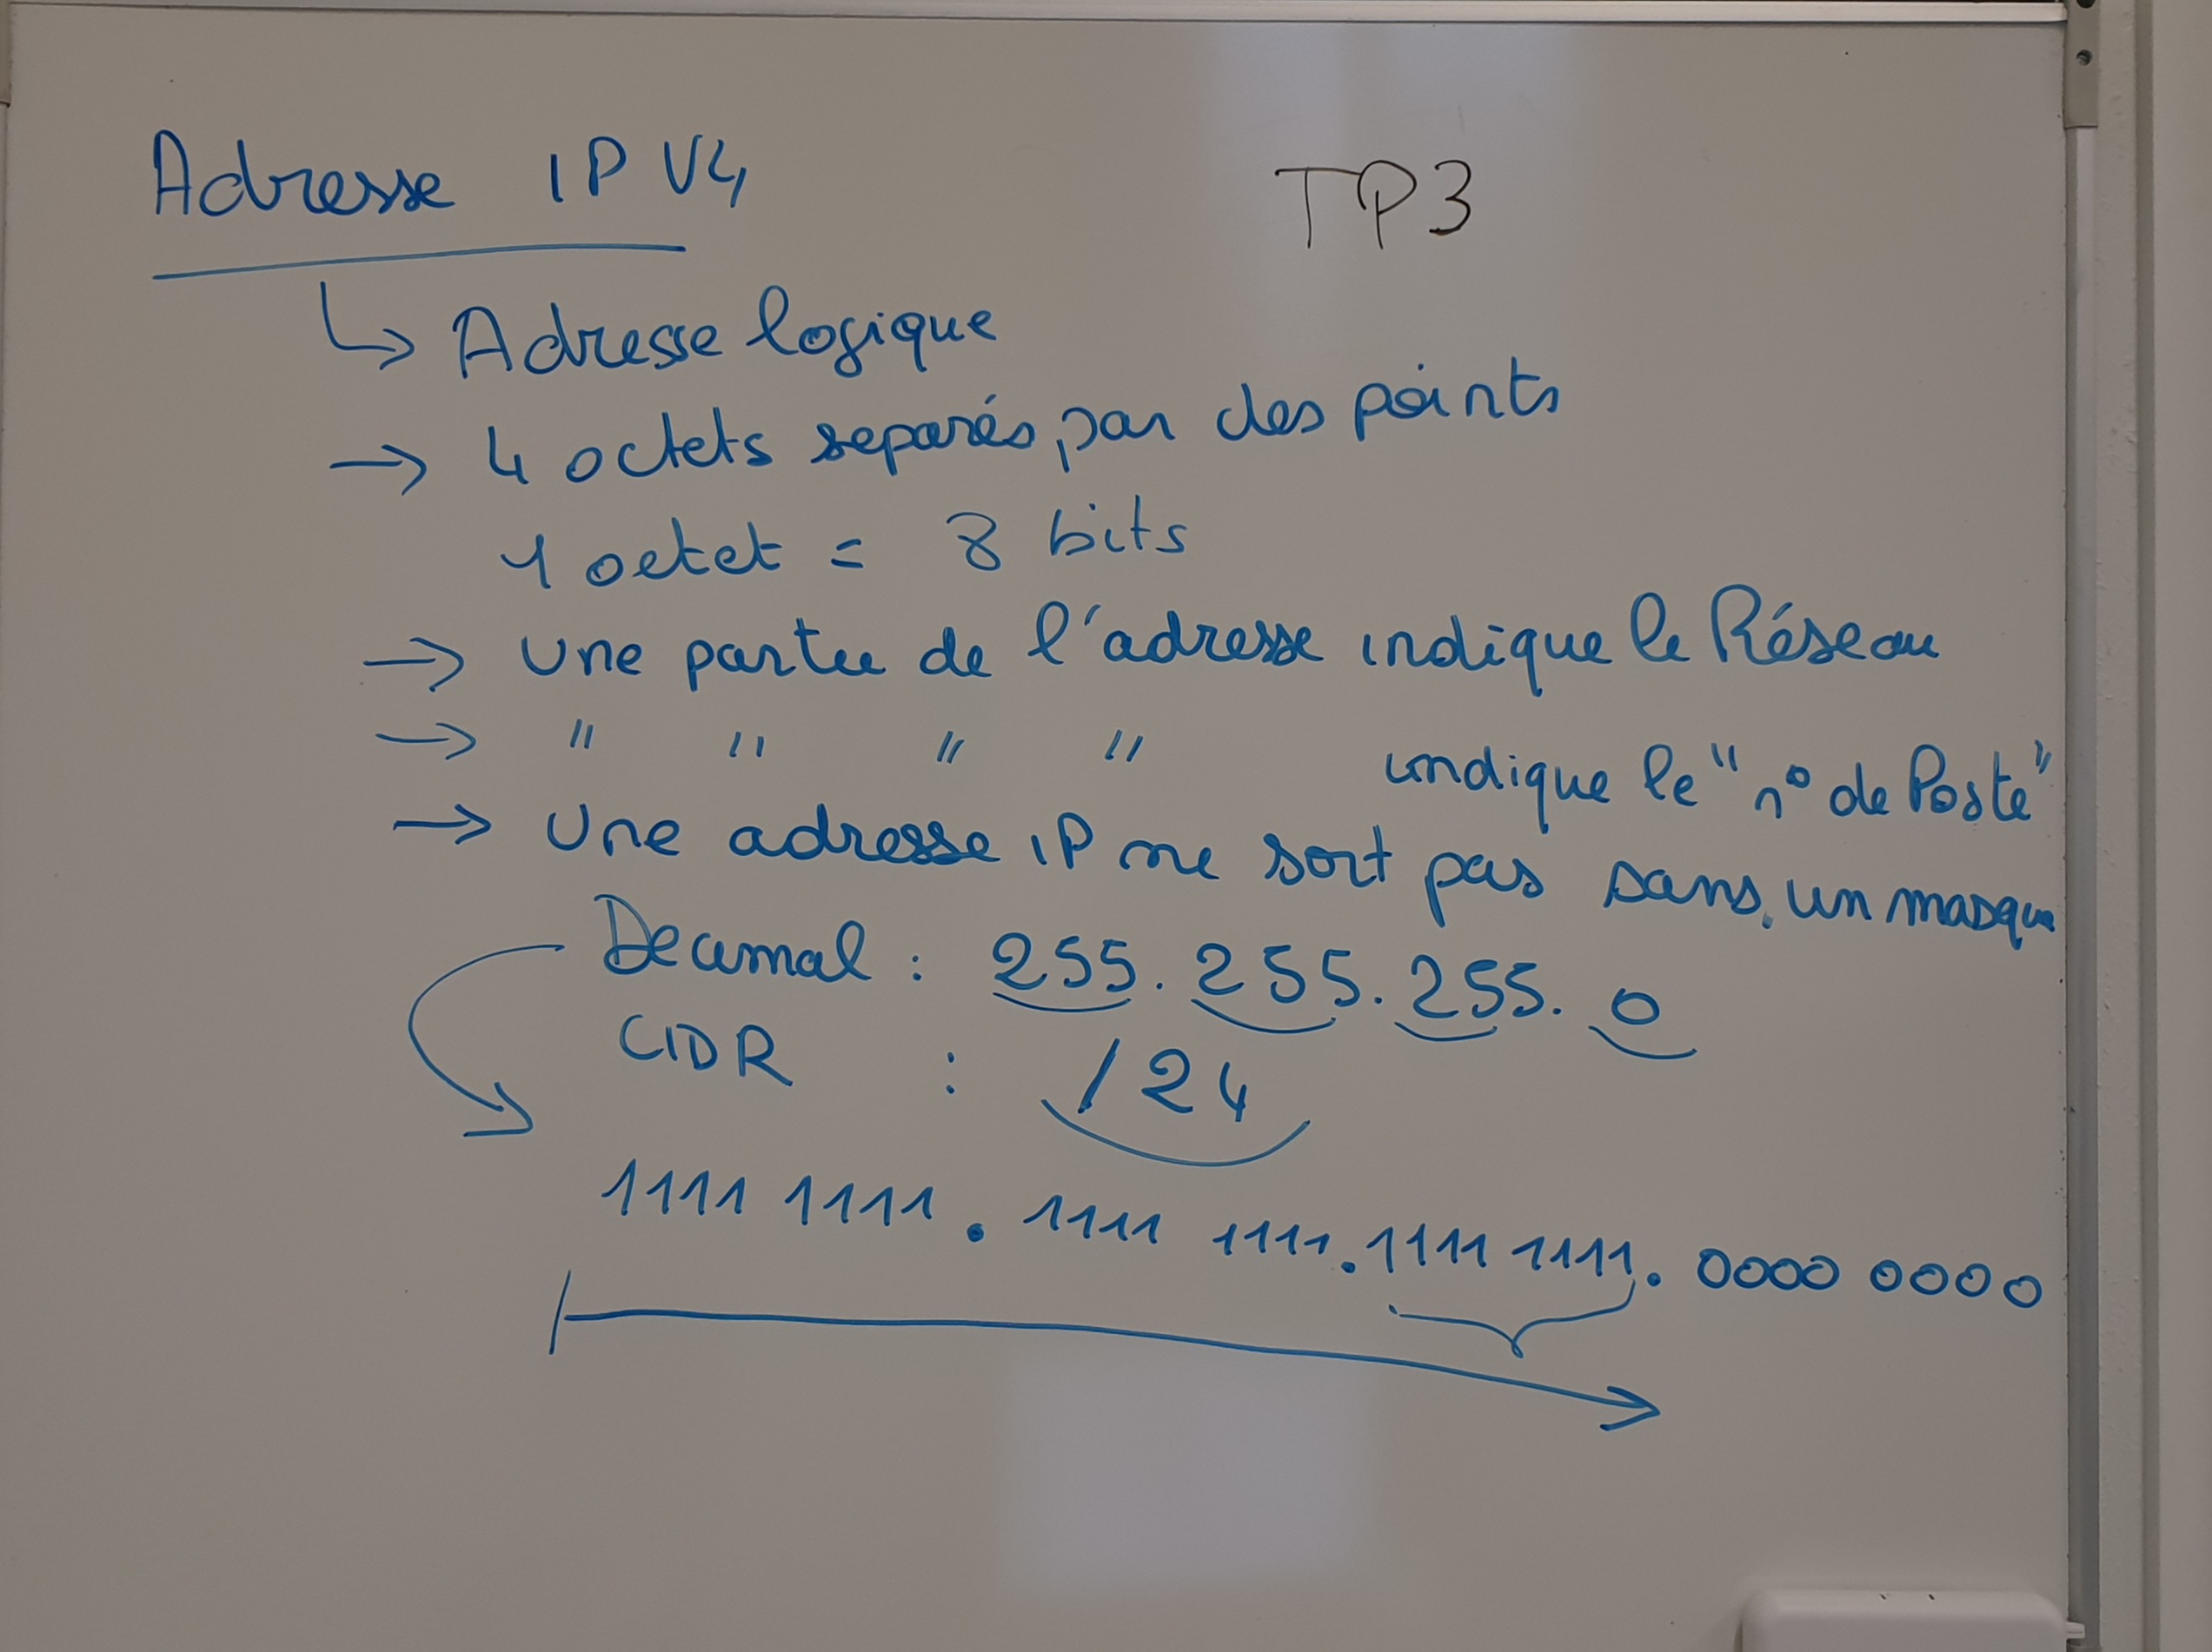 Adresse IP V4
TP3
↳ Adresse logique
→ 4 octets separés par des points
1 octet = 8 bits
→ Une partie de l'adresse indique le Réseau
→ " " " " indique le "n° de Poste"
→ Une adresse IP ne sort pas sans un masque
Decimal : 255.255.255.0
CIDR : /24
1111 1111.1111 1111.1111 1111.0000 0000